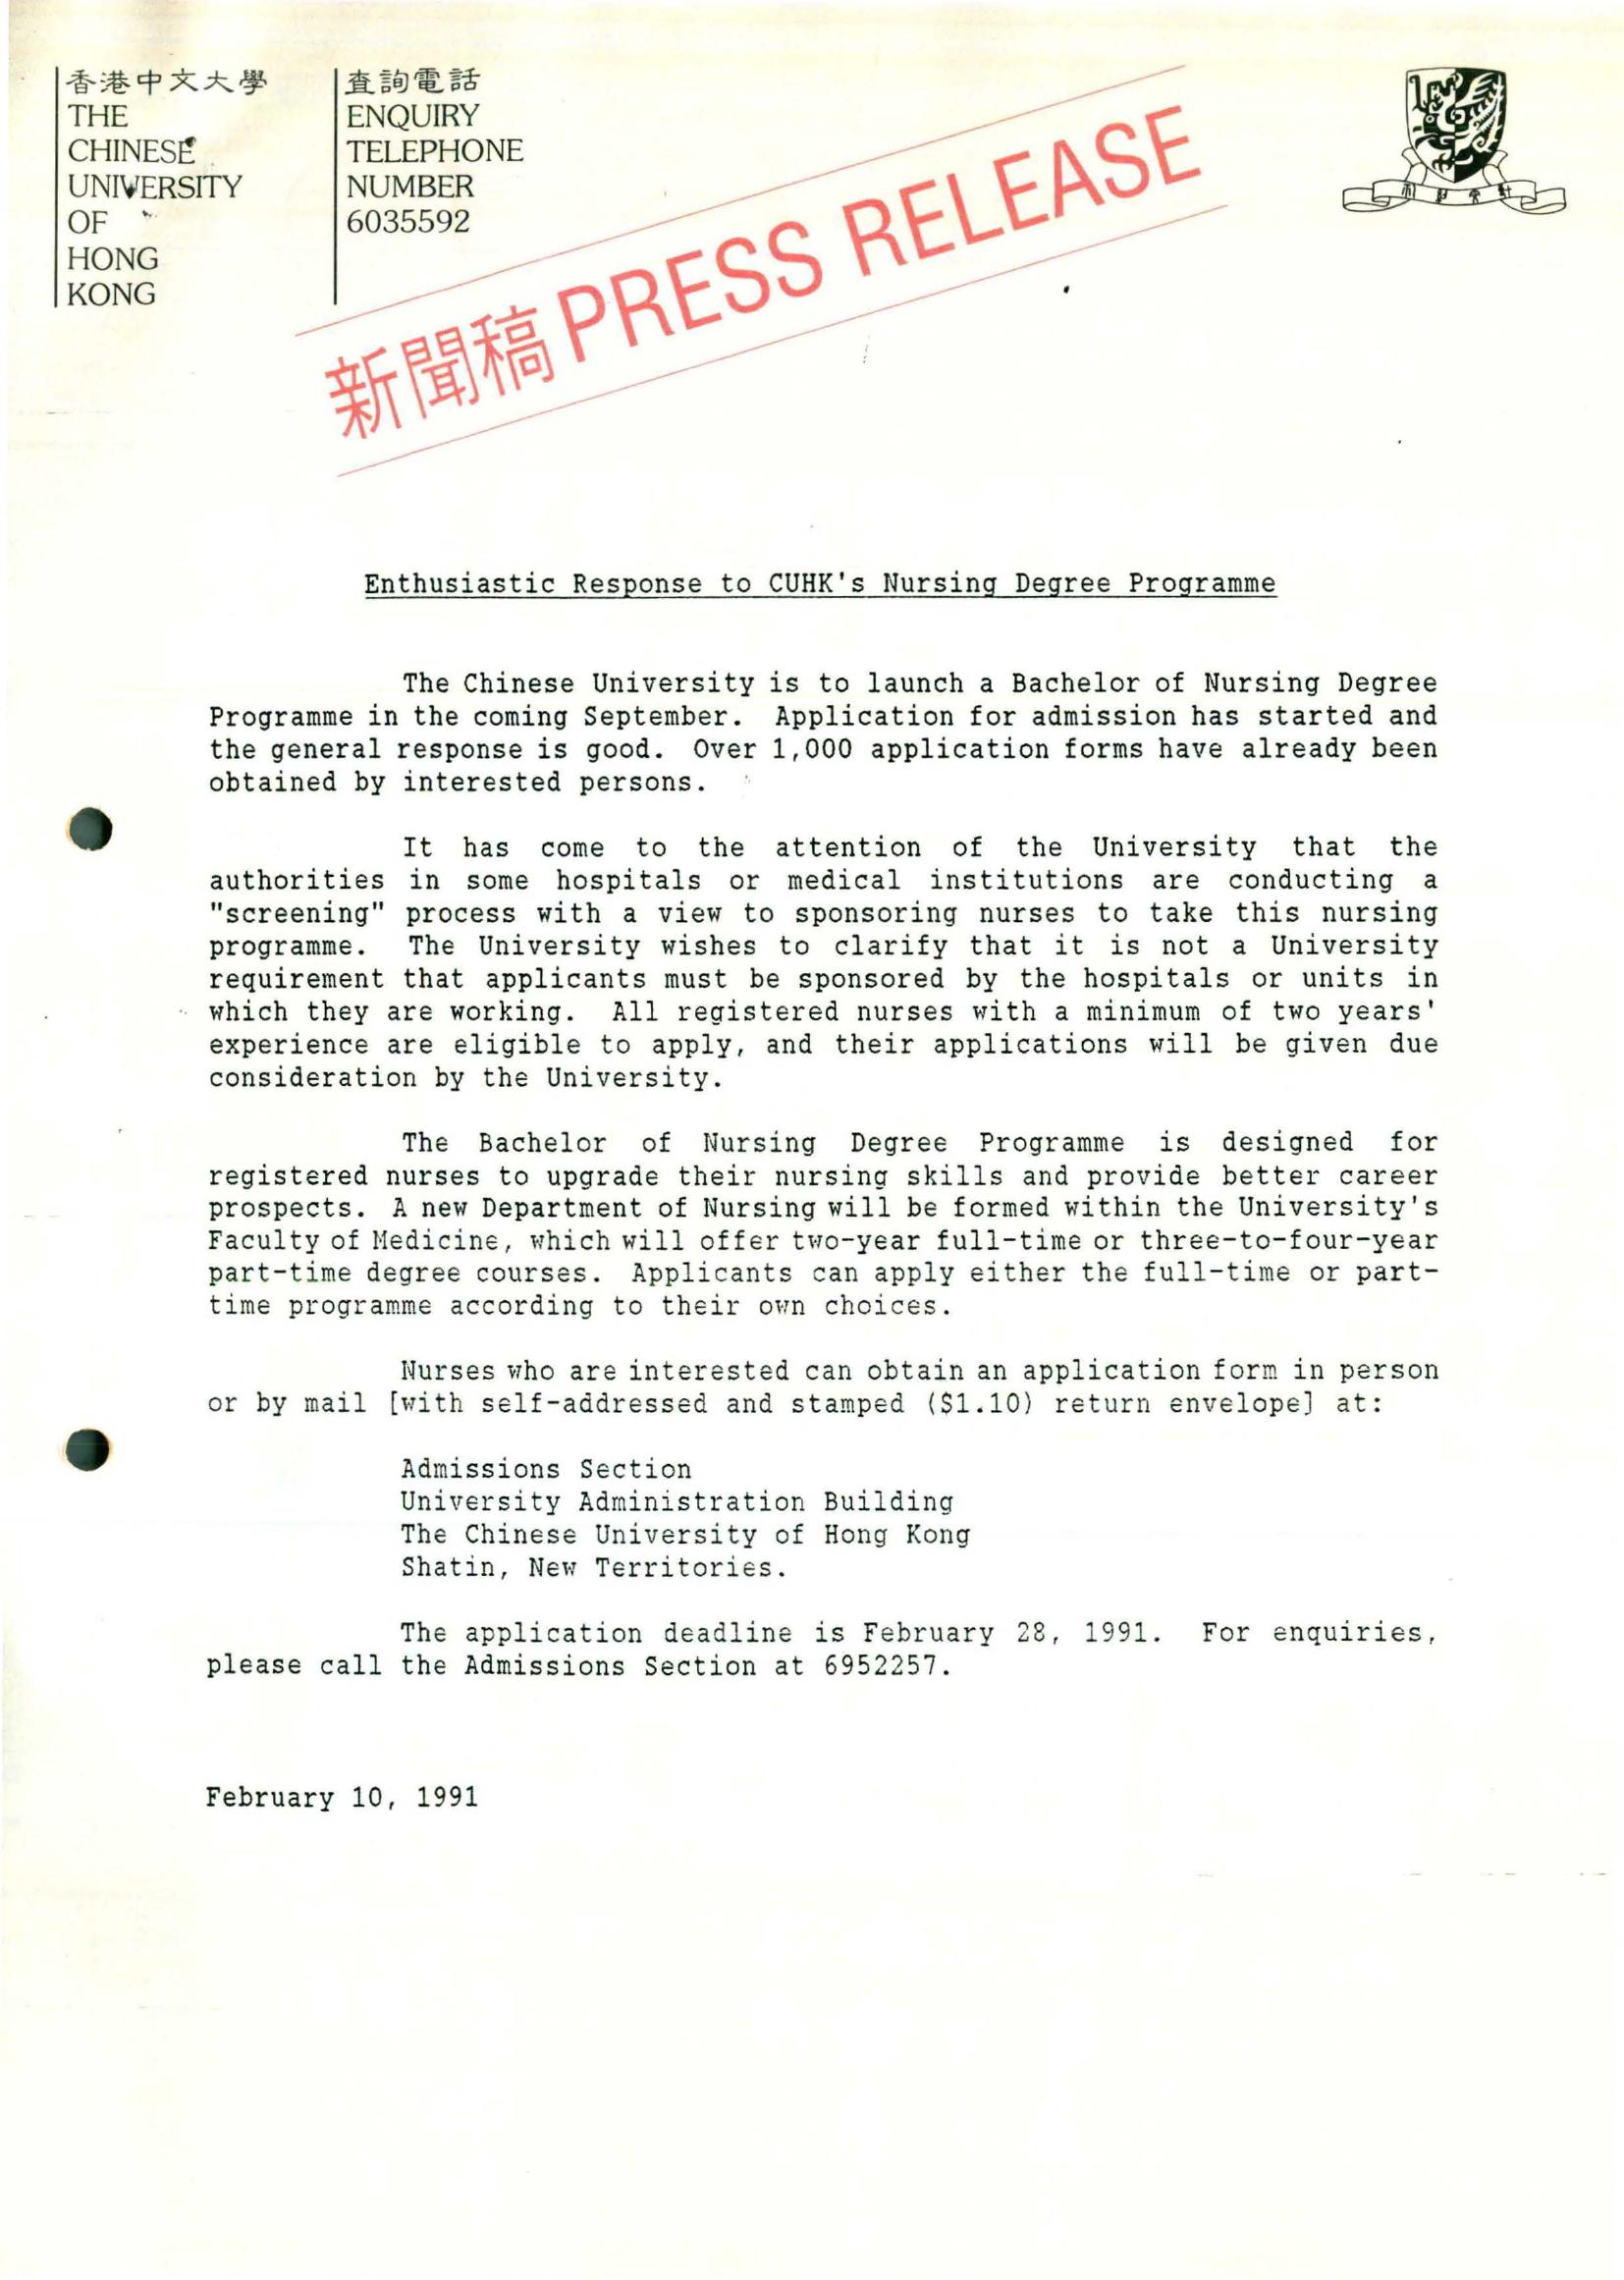 香港中文大學
THE
CHINESE
UNIVERSITY
OF
HONG
KONG
查詢電話
ENQUIRY
TELEPHONE
NUMBER
6035592
新聞稿 PRESS RELEASE
Enthusiastic Response to CUHK's Nursing Degree Programme
The Chinese University is to launch a Bachelor of Nursing Degree
Programme in the coming September. Application for admission has started and
the general response is good. Over 1,000 application forms have already been
obtained by interested persons.
It has come to the attention of the University that the
authorities in some hospitals or medical institutions are conducting a
"screening" process with a view to sponsoring nurses to take this nursing
programme. The University wishes to clarify that it is not a University
requirement that applicants must be sponsored by the hospitals or units in
which they are working. All registered nurses with a minimum of two years'
experience are eligible to apply, and their applications will be given due
consideration by the University.
The Bachelor of Nursing Degree Programme is designed for
registered nurses to upgrade their nursing skills and provide better career
prospects. A new Department of Nursing will be formed within the University's
Faculty of Medicine, which will offer two-year full-time or three-to-four-year
part-time degree courses. Applicants can apply either the full-time or part-
time programme according to their own choices.
Nurses who are interested can obtain an application form in person
or by mail [with self-addressed and stamped ($1.10) return envelope] at:
Admissions Section
University Administration Building
The Chinese University of Hong Kong
Shatin, New Territories.
The application deadline is February 28, 1991. For enquiries,
please call the Admissions Section at 6952257.
February 10, 1991